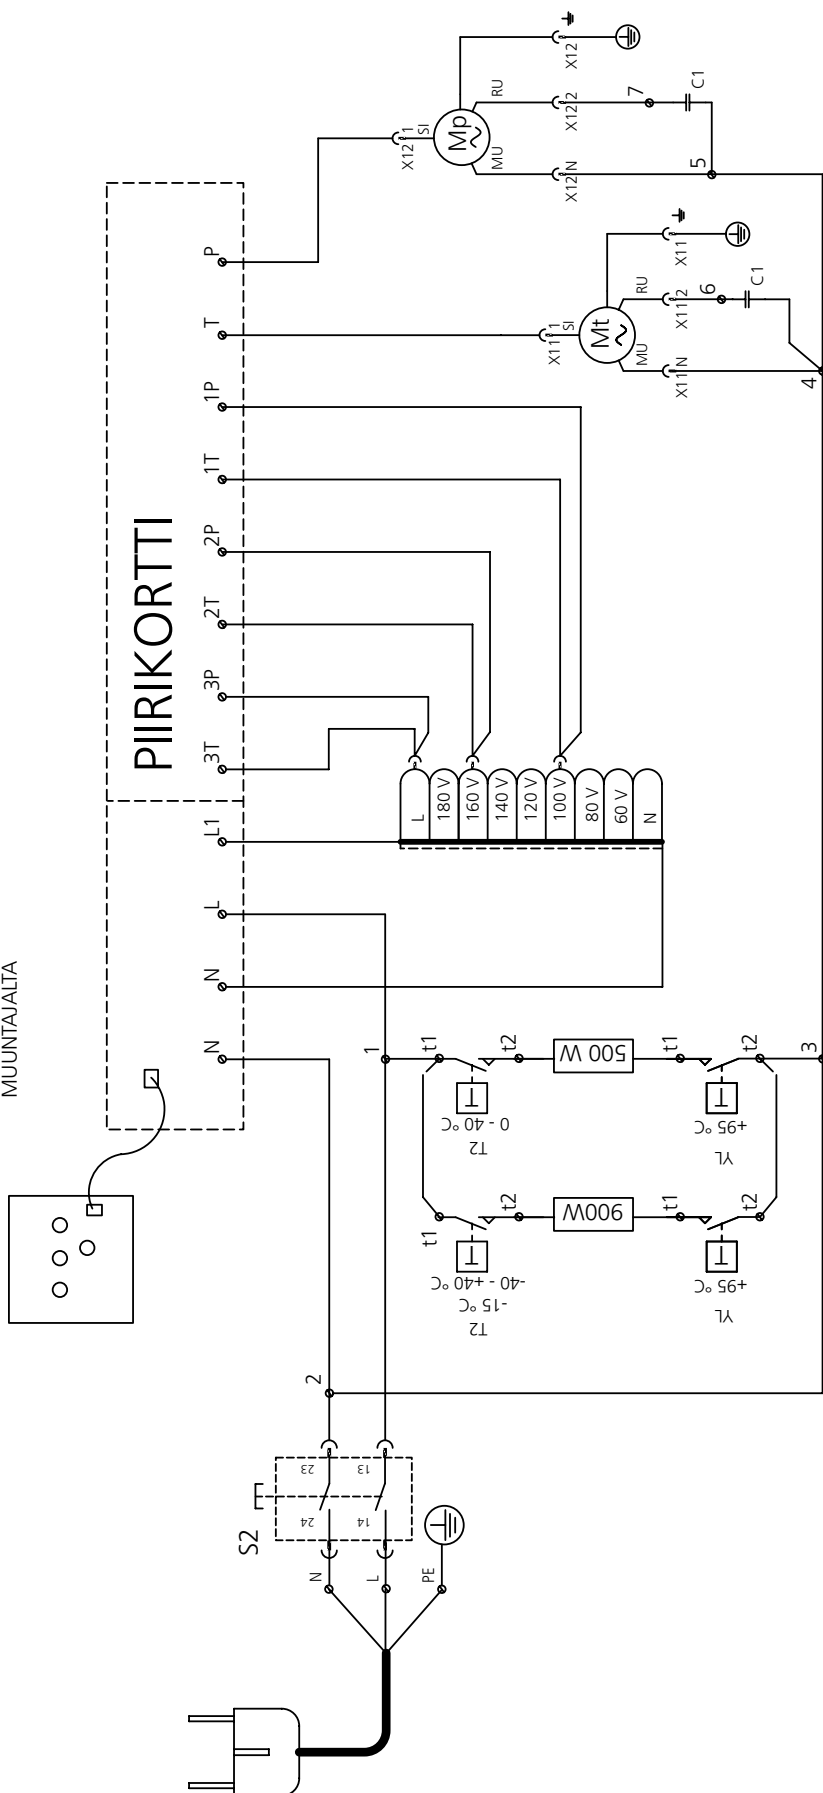 MUUNTAJALTA
PIIRIKORTTI
N
N
L
L1
3T
3P
2T
2P
1T
1P
T
P
X12
X12 1
SI
Mp
RU
MU
X12 2
X12 N
7
C1
5
X11
X11 1
SI
Mt
RU
MU
X11 2
X11 N
6
C1
4
L
180 V
160 V
140 V
120 V
100 V
80 V
60 V
N
1
t1
t2
500 W
t1
t2
3
0 - 40 °C
T2
+95 °C
YL
t1
t2
900W
t1
t2
-40 - +40 °C
-15 °C
T2
+95 °C
YL
2
S2
23
13
24
14
N
L
PE